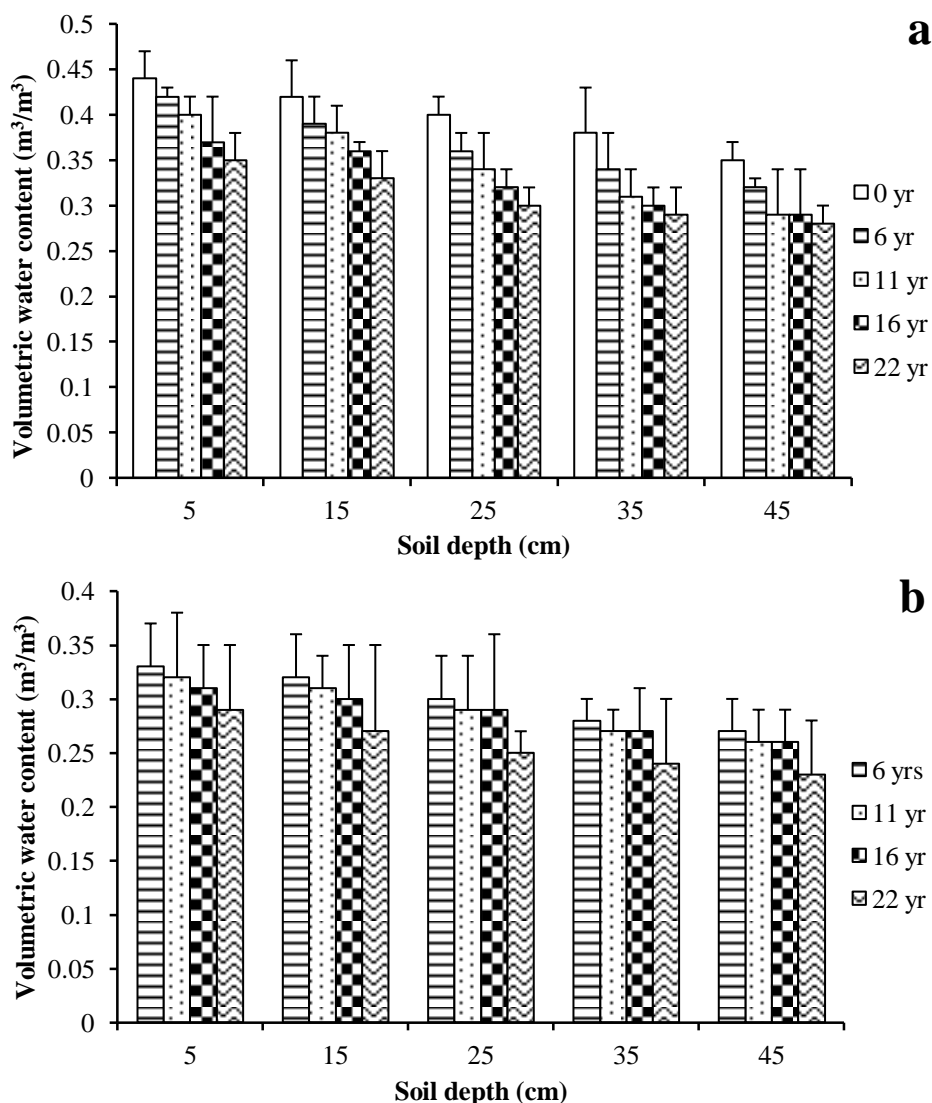 a
Volumetric water content (m³/m³)
0.5
0.45
0.4
0.35
0.3
0.25
0.2
0.15
0.1
0.05
0
5 15 25 35 45
Soil depth (cm)
0 yr
6 yr
11 yr
16 yr
22 yr
b
Volumetric water content (m³/m³)
0.4
0.35
0.3
0.25
0.2
0.15
0.1
0.05
0
5 15 25 35 45
Soil depth (cm)
6 yrs
11 yr
16 yr
22 yr